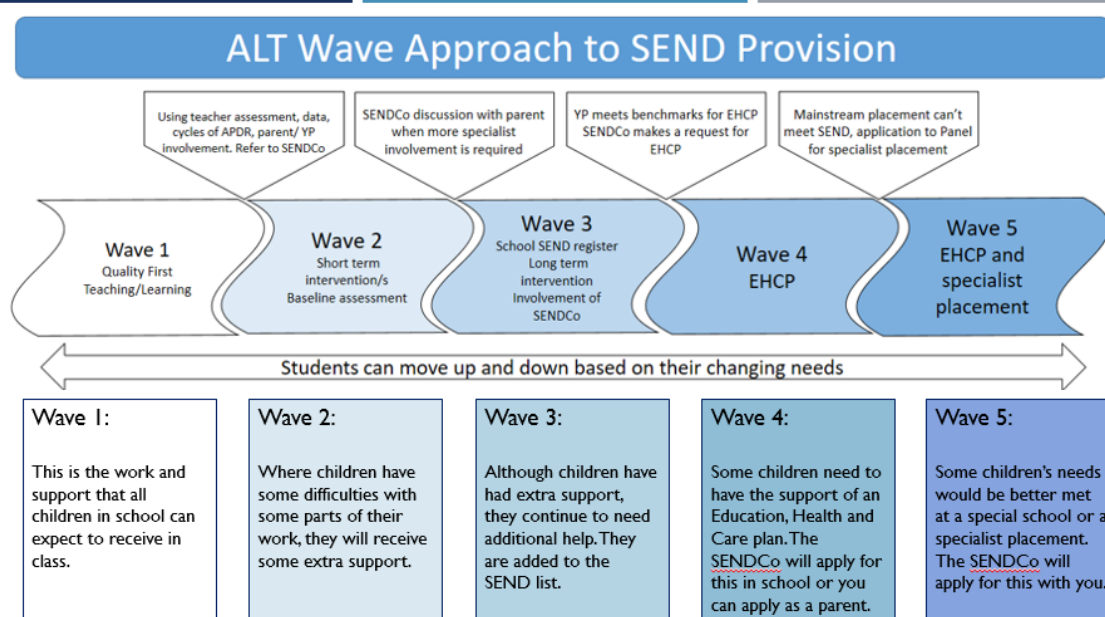 ALT Wave Approach to SEND Provision
Using teacher assessment, data,
cycles of APDR, parent/ YP
involvement. Refer to SENDCo
SENDCo discussion with parent
when more specialist
involvement is required
YP meets benchmarks for EHCP
SENDCo makes a request for
EHCP
Mainstream placement can't
meet SEND, application to Panel
for specialist placement
Wave 1
Quality First
Teaching/Learning
Wave 2
Short term
intervention/s
Baseline assessment
Wave 3
School SEND register
Long term
intervention
Involvement of
SENDCo
Wave 4
EHCP
Wave 5
EHCP and
specialist
placement
Students can move up and down based on their changing needs
Wave 1:
This is the work and
support that all
children in school can
expect to receive in
class.
Wave 2:
Where children have
some difficulties with
some parts of their
work, they will receive
some extra support.
Wave 3:
Although children have
had extra support,
they continue to need
additional help. They
are added to the
SEND list.
Wave 4:
Some children need to
have the support of an
Education, Health and
Care plan. The
SENDCo will apply for
this in school or you
can apply as a parent.
Wave 5:
Some children's needs
would be better met
at a special school or a
specialist placement.
The SENDCo will
apply for this with you.